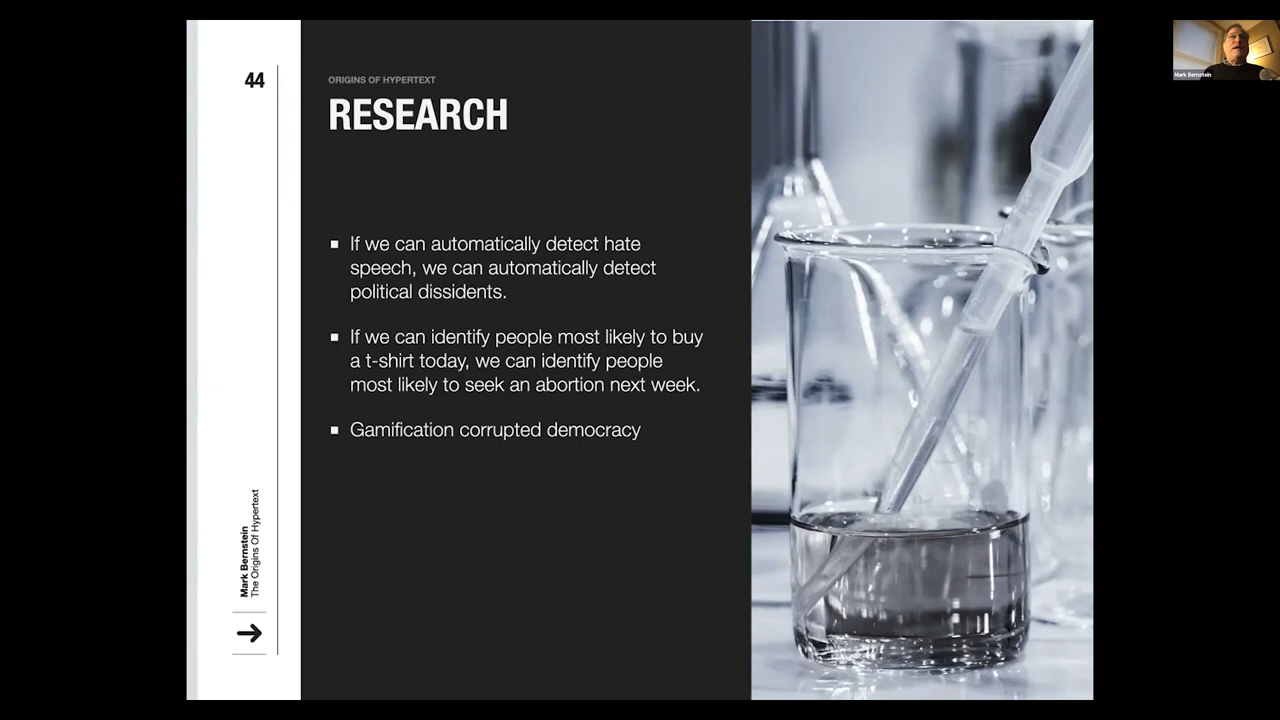 44
ORIGINS OF HYPERTEXT
RESEARCH
▪ If we can automatically detect hate
speech, we can automatically detect
political dissidents.
▪ If we can identify people most likely to buy
a t-shirt today, we can identify people
most likely to seek an abortion next week.
▪ Gamification corrupted democracy
Mark Bernstein
The Origins Of Hypertext
Mark Bernstein